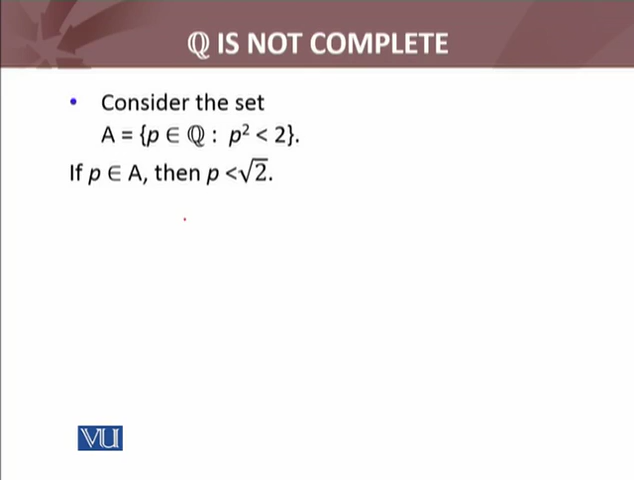 ℚ IS NOT COMPLETE
• Consider the set
A = {p ∈ ℚ : p² < 2}.
If p ∈ A, then p <√2.
VU